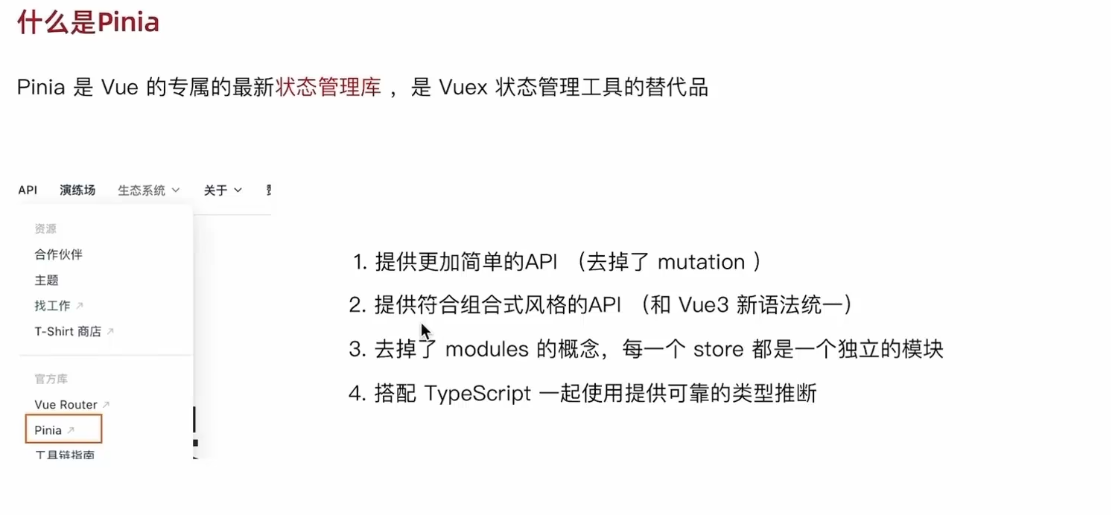 什么是Pinia
Pinia 是 Vue 的专属的最新状态管理库 ，是 Vuex 状态管理工具的替代品
API 演练场 生态系统 关于
资源
合作伙伴
主题
找工作
T-Shirt 商店
官方库
Vue Router
Pinia
工具链指南
1. 提供更加简单的API （去掉了 mutation ）
2. 提供符合组合式风格的API （和 Vue3 新语法统一）
3. 去掉了 modules 的概念，每一个 store 都是一个独立的模块
4. 搭配 TypeScript 一起使用提供可靠的类型推断